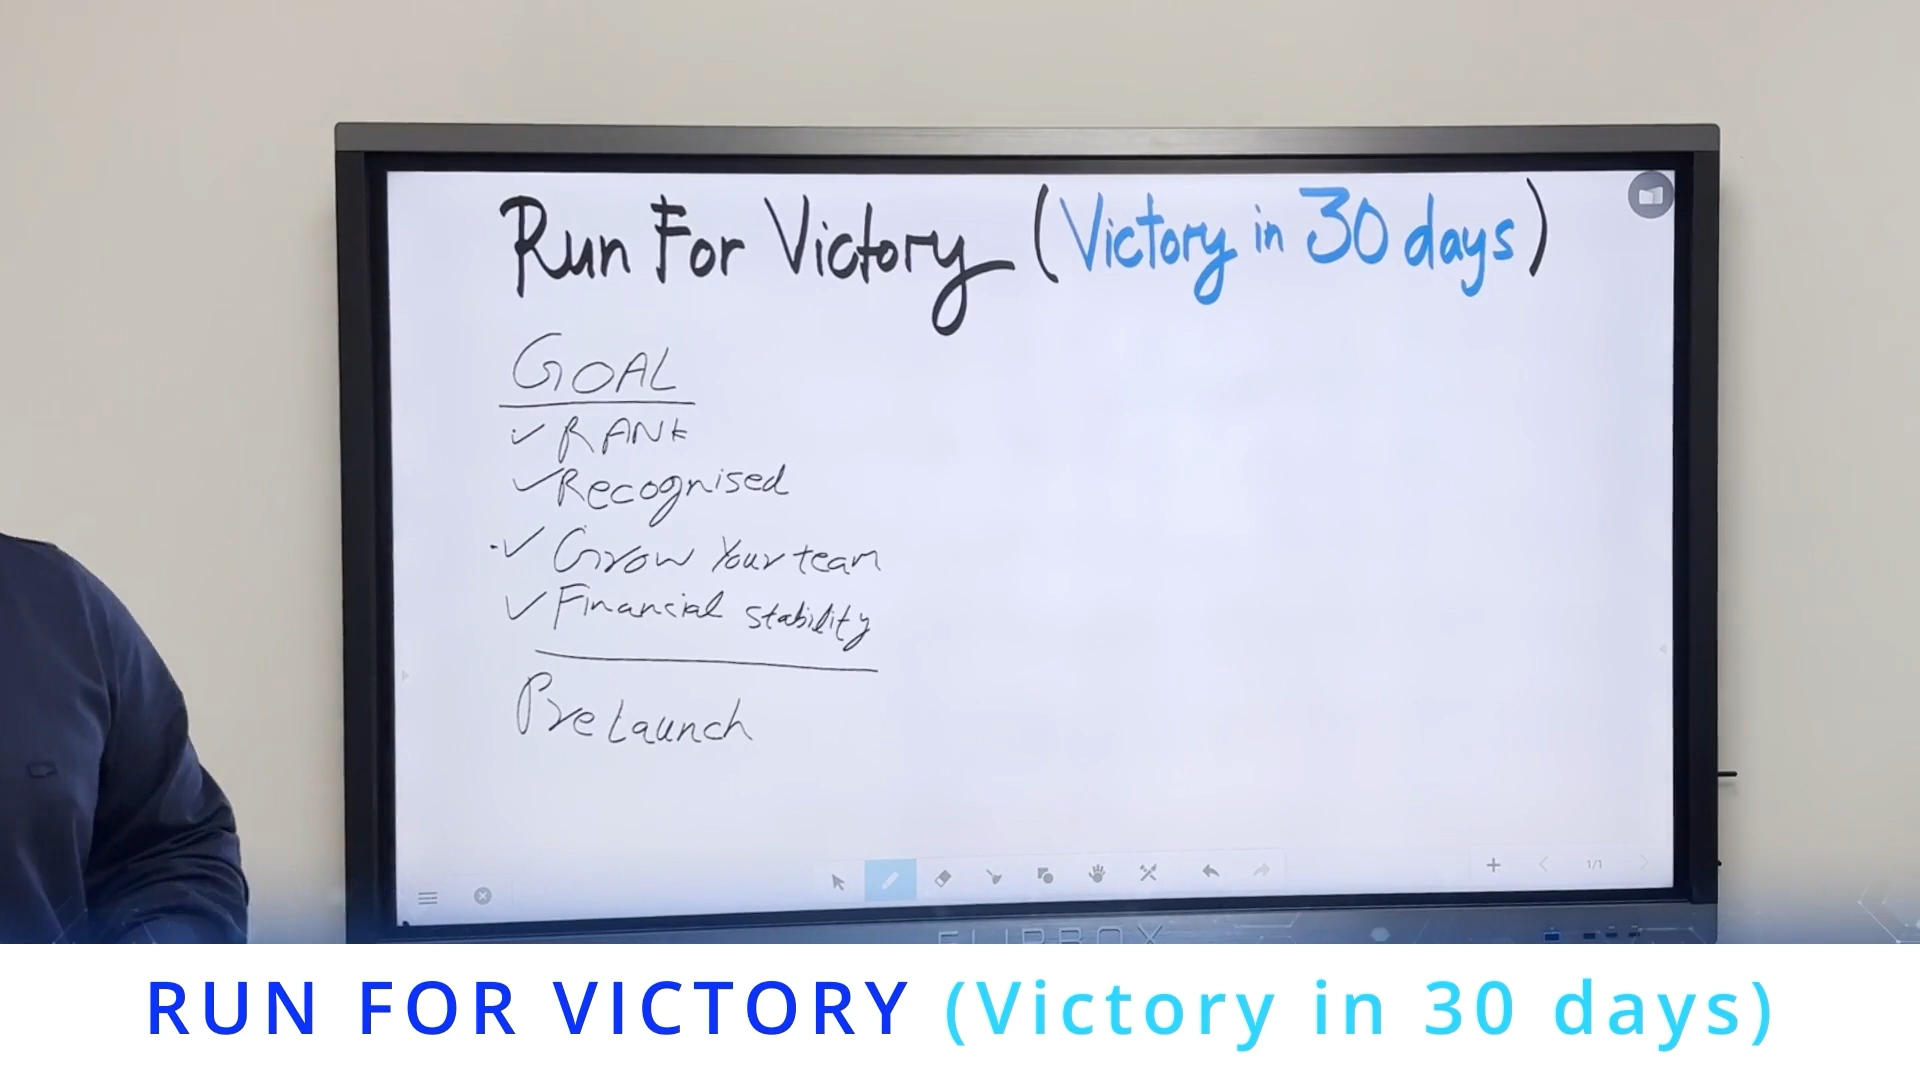 Run For Victory (Victory in 30 days)
GOAL
✓ RANK
✓ Recognised
✓ Grow Your team
✓ Financial stability
Pre Launch
1/1
FLIPBOX
RUN FOR VICTORY (Victory in 30 days)